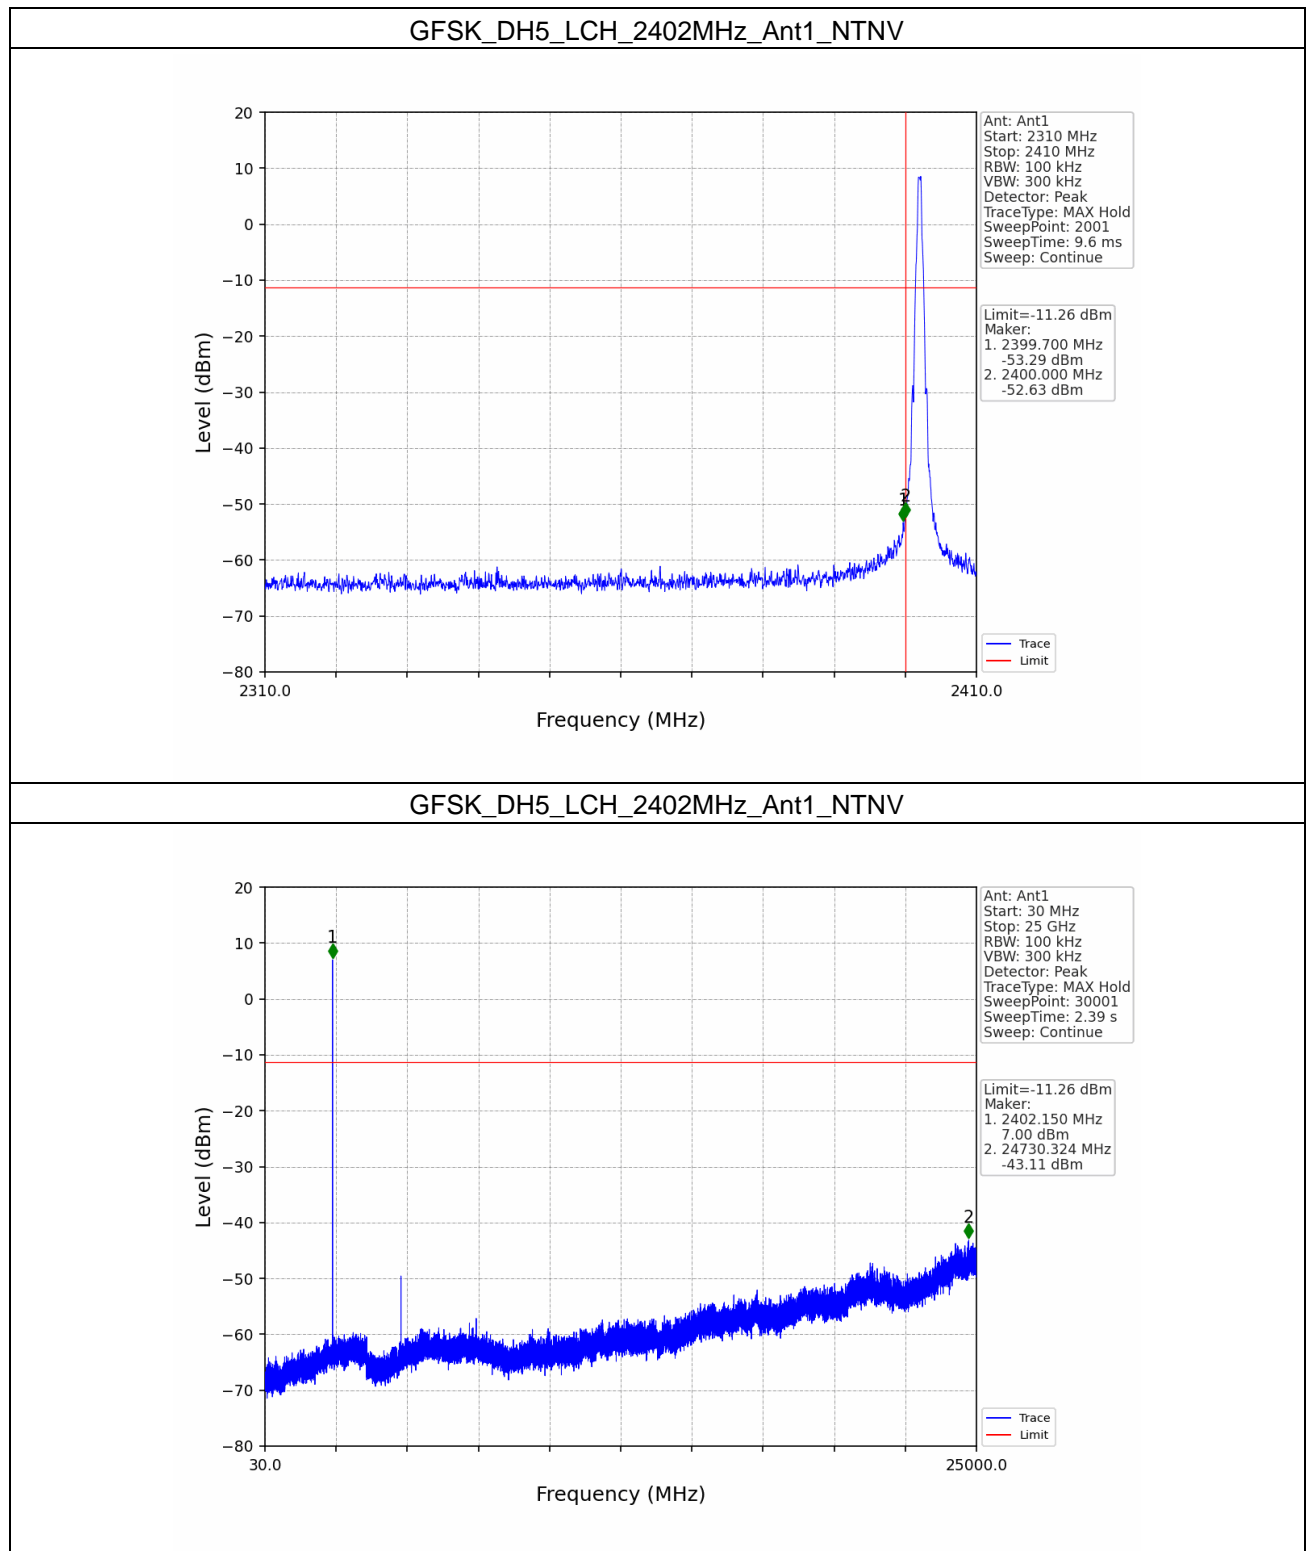 GFSK_DH5_LCH_2402MHz_Ant1_NTNV
20
10
0
−10
−20
−30
−40
−50
−60
−70
−80
Level (dBm)
2310.0
2410.0
Frequency (MHz)
1
2
Ant: Ant1
Start: 2310 MHz
Stop: 2410 MHz
RBW: 100 kHz
VBW: 300 kHz
Detector: Peak
TraceType: MAX Hold
SweepPoint: 2001
SweepTime: 9.6 ms
Sweep: Continue
Limit=-11.26 dBm
Maker:
1. 2399.700 MHz
-53.29 dBm
2. 2400.000 MHz
-52.63 dBm
Trace
Limit
GFSK_DH5_LCH_2402MHz_Ant1_NTNV
20
10
0
−10
−20
−30
−40
−50
−60
−70
−80
Level (dBm)
30.0
25000.0
Frequency (MHz)
1
2
Ant: Ant1
Start: 30 MHz
Stop: 25 GHz
RBW: 100 kHz
VBW: 300 kHz
Detector: Peak
TraceType: MAX Hold
SweepPoint: 30001
SweepTime: 2.39 s
Sweep: Continue
Limit=-11.26 dBm
Maker:
1. 2402.150 MHz
7.00 dBm
2. 24730.324 MHz
-43.11 dBm
Trace
Limit